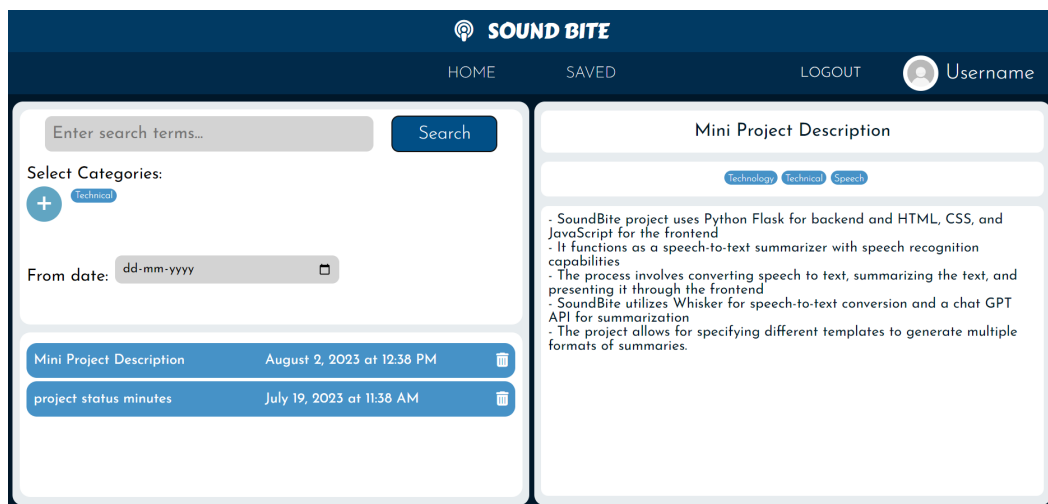 SOUND BITE
HOME SAVED LOGOUT Username
Enter search terms... Search
Select Categories:
+ Technical
From date: dd-mm-yyyy
Mini Project Description August 2, 2023 at 12:38 PM
project status minutes July 19, 2023 at 11:38 AM
Mini Project Description
Technology Technical Speech
- SoundBite project uses Python Flask for backend and HTML, CSS, and
JavaScript for the frontend
- It functions as a speech-to-text summarizer with speech recognition
capabilities
- The process involves converting speech to text, summarizing the text, and
presenting it through the frontend
- SoundBite utilizes Whisker for speech-to-text conversion and a chat GPT
API for summarization
- The project allows for specifying different templates to generate multiple
formats of summaries.